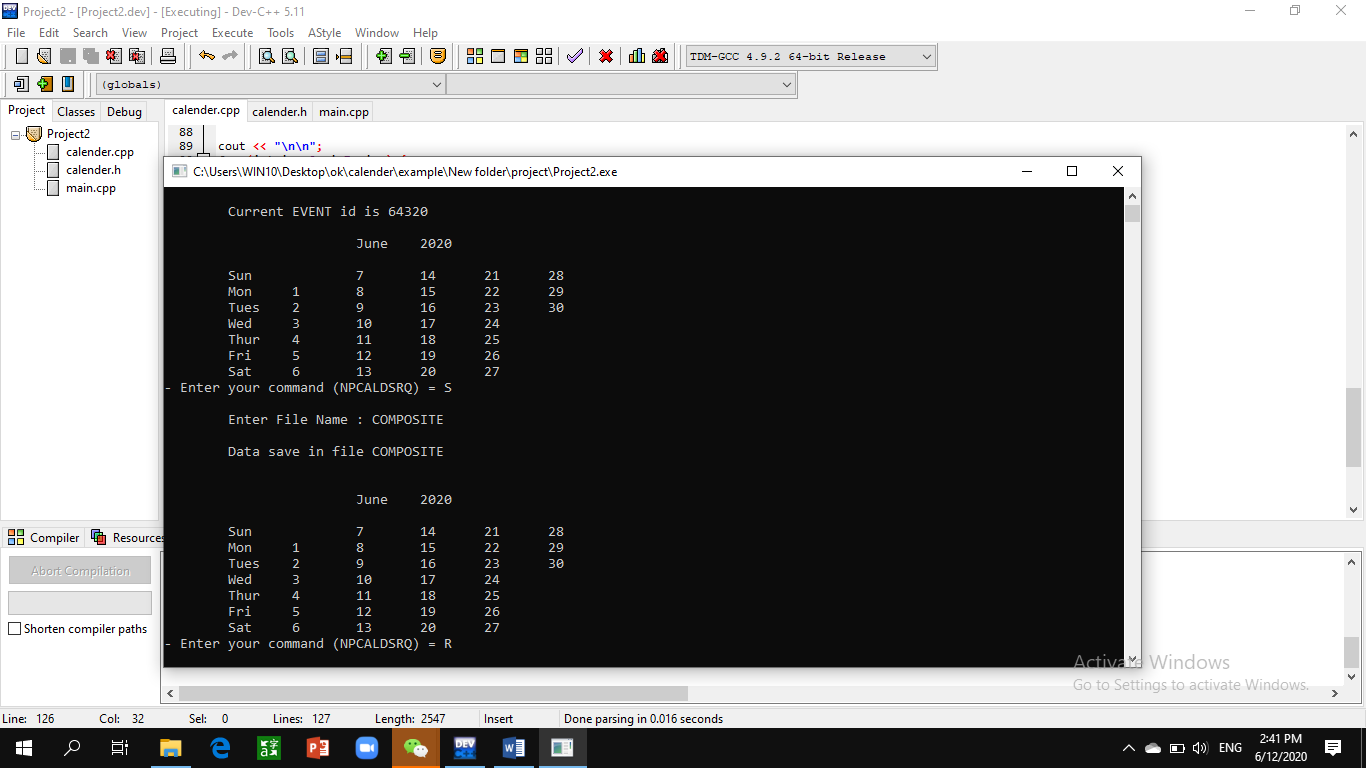 Project2 - [Project2.dev] - [Executing] - Dev-C++ 5.11
File Edit Search View Project Execute Tools AStyle Window Help
TDM-GCC 4.9.2 64-bit Release
(globals)
Project Classes Debug
calender.cpp calender.h main.cpp
Project2
calender.cpp
calender.h
main.cpp
88
89 cout << "\n\n";
C:\Users\WIN10\Desktop\ok\calender\example\New folder\project\Project2.exe
Current EVENT id is 64320
June 2020
Sun 7 14 21 28
Mon 1 8 15 22 29
Tues 2 9 16 23 30
Wed 3 10 17 24
Thur 4 11 18 25
Fri 5 12 19 26
Sat 6 13 20 27
- Enter your command (NPCALDSRQ) = S
Enter File Name : COMPOSITE
Data save in file COMPOSITE
June 2020
Sun 7 14 21 28
Mon 1 8 15 22 29
Tues 2 9 16 23 30
Wed 3 10 17 24
Thur 4 11 18 25
Fri 5 12 19 26
Sat 6 13 20 27
- Enter your command (NPCALDSRQ) = R
Compiler Resources
Abort Compilation
Shorten compiler paths
Activate Windows
Go to Settings to activate Windows.
Line: 126 Col: 32 Sel: 0 Lines: 127 Length: 2547 Insert Done parsing in 0.016 seconds
ENG
2:41 PM
6/12/2020